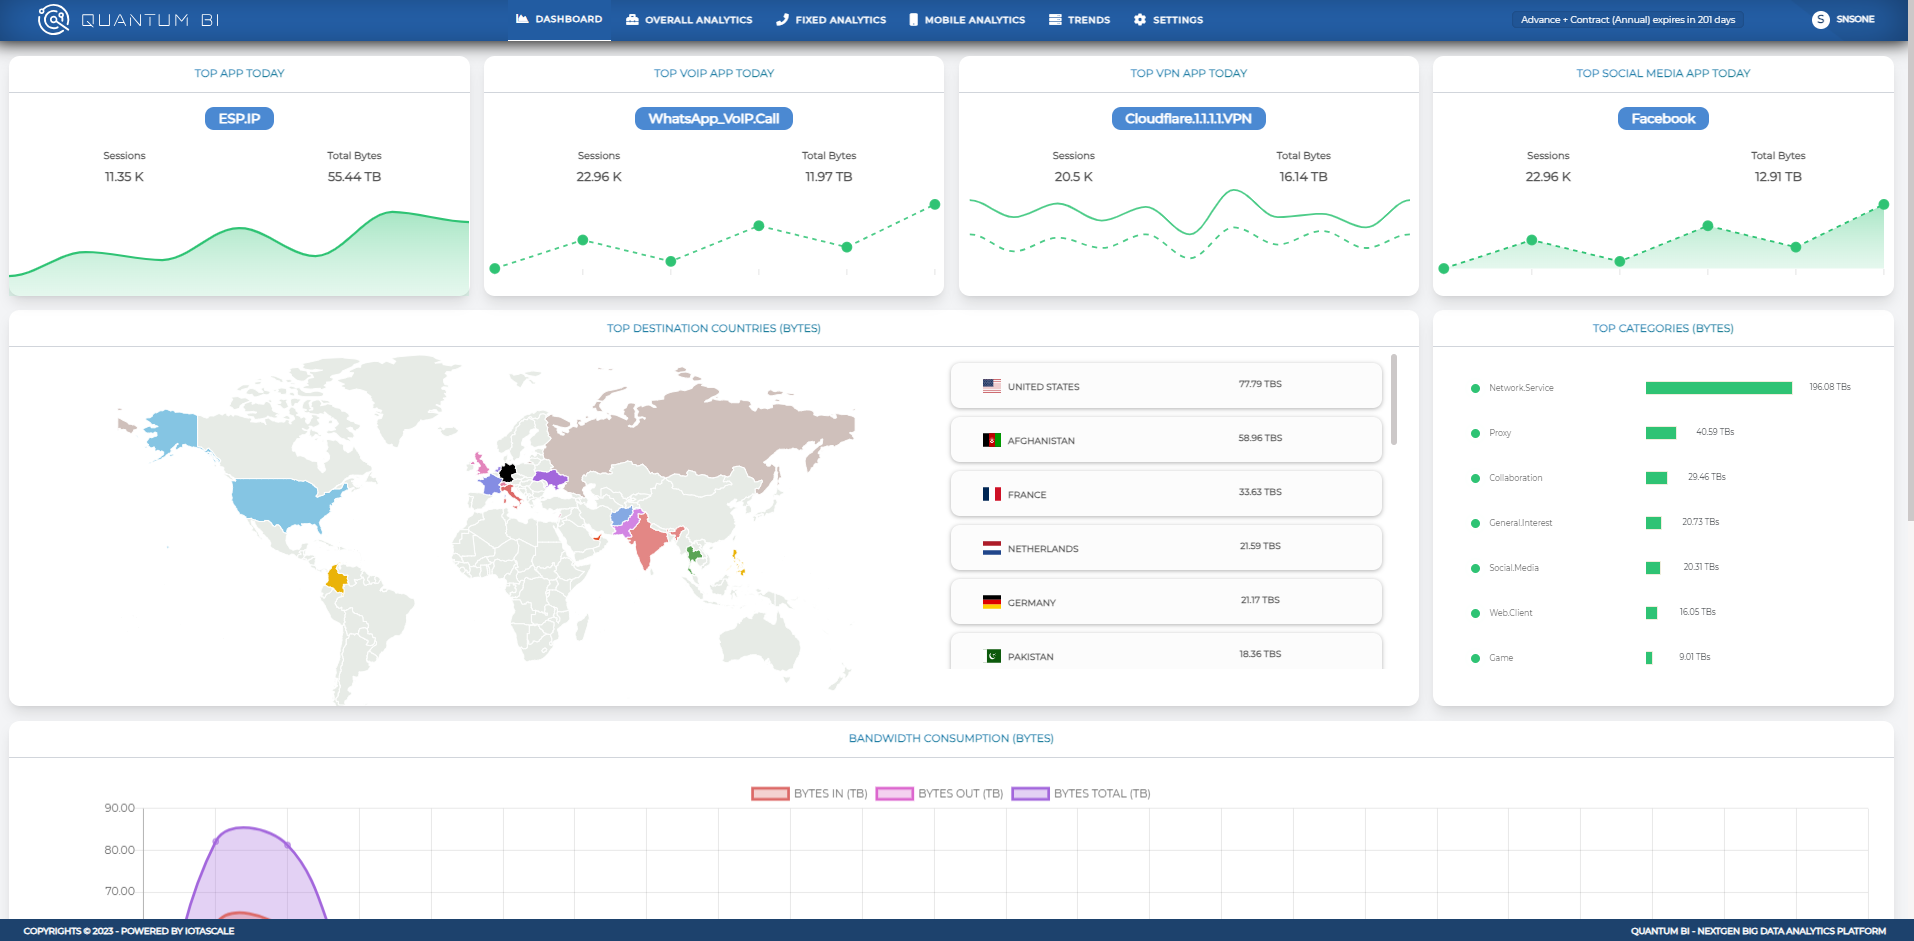 QUANTUM BI
DASHBOARD
OVERALL ANALYTICS
FIXED ANALYTICS
MOBILE ANALYTICS
TRENDS
SETTINGS
Advance + Contract (Annual) expires in 201 days
S
SNSONE
TOP APP TODAY
ESP.IP
Sessions
Total Bytes
11.35 K
55.44 TB
TOP VOIP APP TODAY
WhatsApp_VoIP.Call
Sessions
Total Bytes
22.96 K
11.97 TB
TOP VPN APP TODAY
Cloudflare.1.1.1.1.VPN
Sessions
Total Bytes
20.5 K
16.14 TB
TOP SOCIAL MEDIA APP TODAY
Facebook
Sessions
Total Bytes
22.96 K
12.91 TB
TOP DESTINATION COUNTRIES (BYTES)
UNITED STATES 77.79 TBS
AFGHANISTAN 58.96 TBS
FRANCE 33.63 TBS
NETHERLANDS 21.59 TBS
GERMANY 21.17 TBS
PAKISTAN 18.36 TBS
TOP CATEGORIES (BYTES)
Network.Service 196.08 TBs
Proxy 40.59 TBs
Collaboration 29.46 TBs
General.Interest 20.73 TBs
Social.Media 20.31 TBs
Web.Client 16.05 TBs
Game 9.01 TBs
BANDWIDTH CONSUMPTION (BYTES)
BYTES IN (TB)
BYTES OUT (TB)
BYTES TOTAL (TB)
90.00
80.00
70.00
COPYRIGHTS © 2023 - POWERED BY IOTASCALE
QUANTUM BI - NEXTGEN BIG DATA ANALYTICS PLATFORM